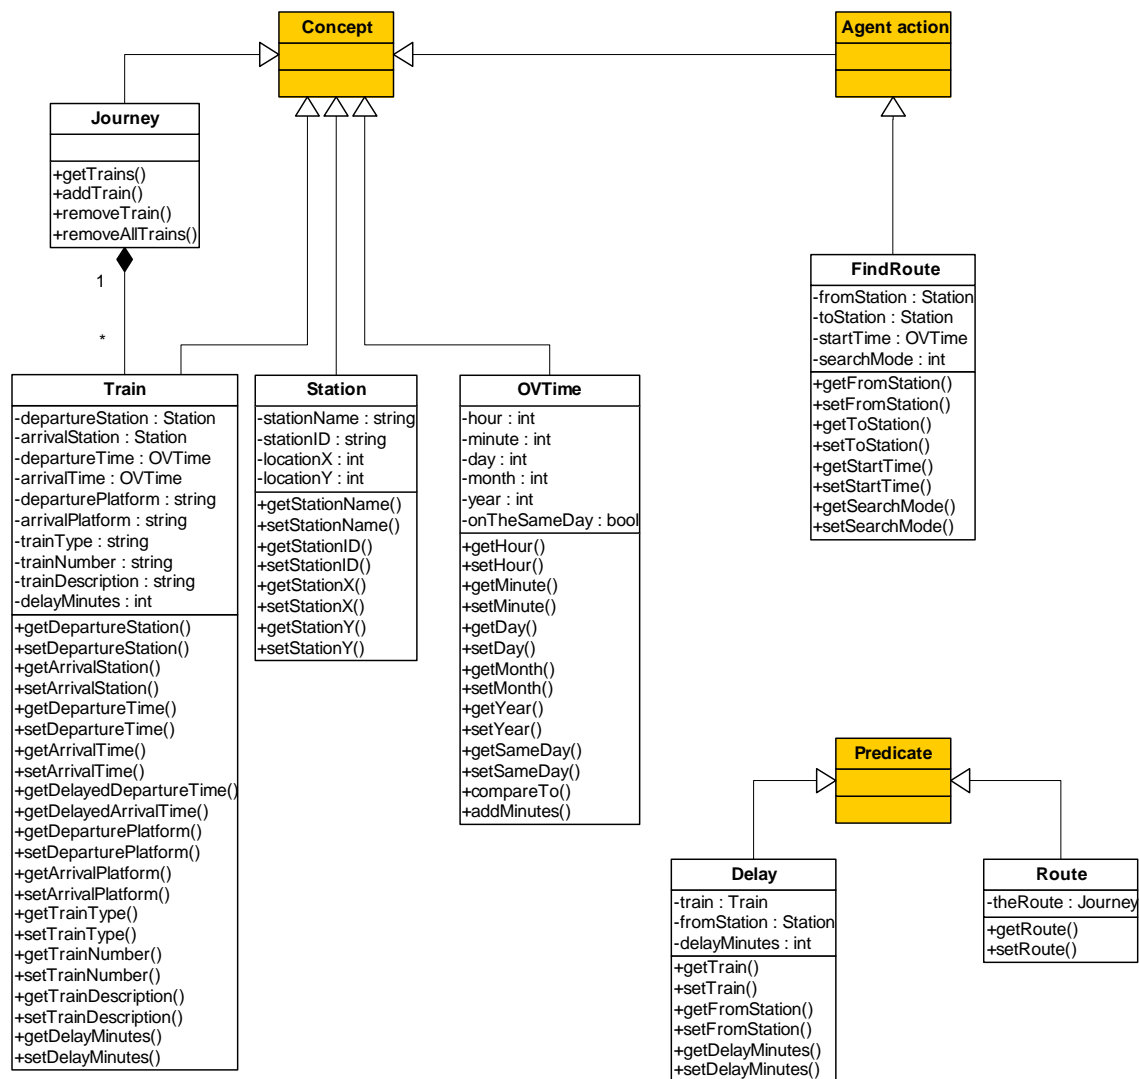 Concept
Agent action
Journey
+getTrains()
+addTrain()
+removeTrain()
+removeAllTrains()
1
*
FindRoute
-fromStation : Station
-toStation : Station
-startTime : OVTime
-searchMode : int
+getFromStation()
+setFromStation()
+getToStation()
+setToStation()
+getStartTime()
+setStartTime()
+getSearchMode()
+setSearchMode()
Train
-departureStation : Station
-arrivalStation : Station
-departureTime : OVTime
-arrivalTime : OVTime
-departurePlatform : string
-arrivalPlatform : string
-trainType : string
-trainNumber : string
-trainDescription : string
-delayMinutes : int
+getDepartureStation()
+setDepartureStation()
+getArrivalStation()
+setArrivalStation()
+getDepartureTime()
+setDepartureTime()
+getArrivalTime()
+setArrivalTime()
+getDelayedDepartureTime()
+getDelayedArrivalTime()
+getDeparturePlatform()
+setDeparturePlatform()
+getArrivalPlatform()
+setArrivalPlatform()
+getTrainType()
+setTrainType()
+getTrainNumber()
+setTrainNumber()
+getTrainDescription()
+setTrainDescription()
+getDelayMinutes()
+setDelayMinutes()
Station
-stationName : string
-stationID : string
-locationX : int
-locationY : int
+getStationName()
+setStationName()
+getStationID()
+setStationID()
+getStationX()
+setStationX()
+getStationY()
+setStationY()
OVTime
-hour : int
-minute : int
-day : int
-month : int
-year : int
-onTheSameDay : bool
+getHour()
+setHour()
+getMinute()
+setMinute()
+getDay()
+setDay()
+getMonth()
+setMonth()
+getYear()
+setYear()
+getSameDay()
+setSameDay()
+compareTo()
+addMinutes()
Predicate
Delay
-train : Train
-fromStation : Station
-delayMinutes : int
+getTrain()
+setTrain()
+getFromStation()
+setFromStation()
+getDelayMinutes()
+setDelayMinutes()
Route
-theRoute : Journey
+getRoute()
+setRoute()